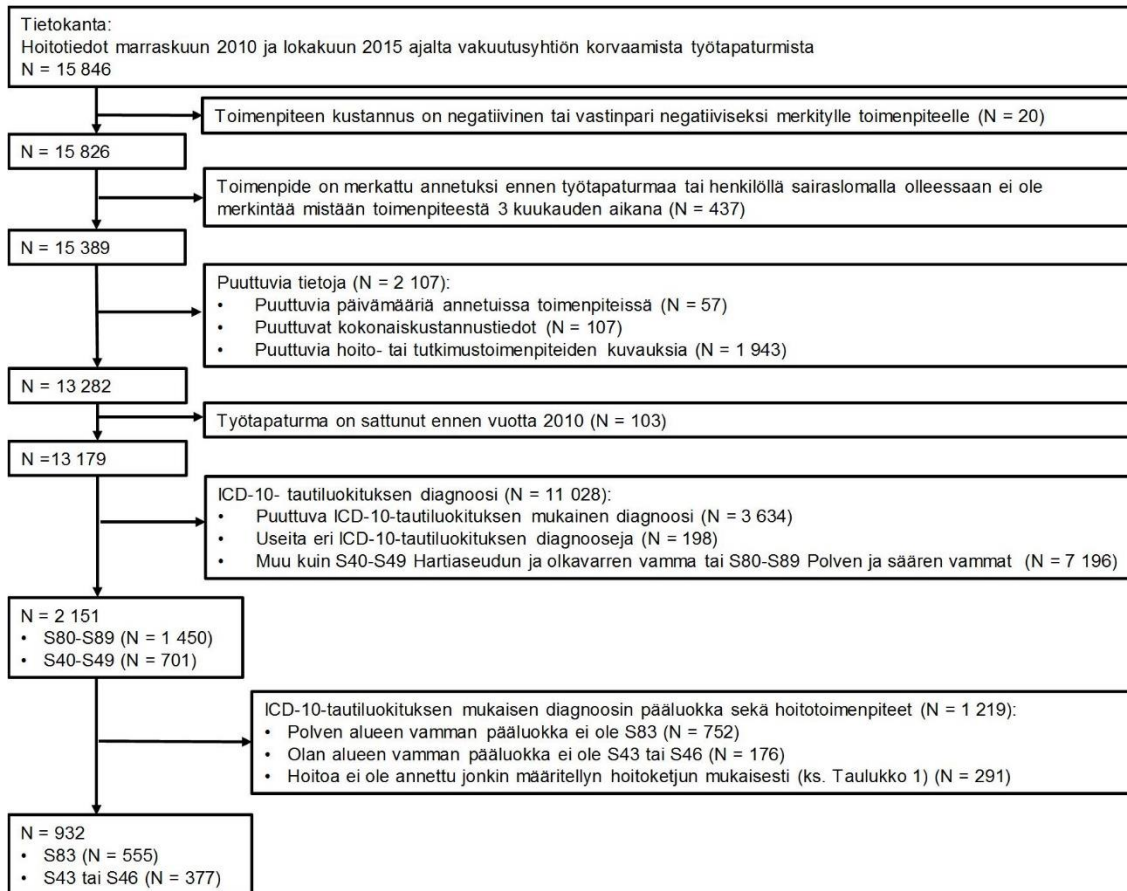 Tietokanta:
Hoitotiedot marraskuun 2010 ja lokakuun 2015 ajalta vakuutusyhtiön korvaamista työtapaturmista
N = 15 846
Toimenpiteen kustannus on negatiivinen tai vastinpari negatiiviseksi merkitylle toimenpiteelle (N = 20)
N = 15 826
Toimenpide on merkattu annetuksi ennen työtapaturmaa tai henkilöllä sairaslomalla olleessaan ei ole
merkintää mistään toimenpiteestä 3 kuukauden aikana (N = 437)
N = 15 389
Puuttuvia tietoja (N = 2 107):
• Puuttuvia päivämääriä annetuissa toimenpiteissä (N = 57)
• Puuttuvat kokonaiskustannustiedot (N = 107)
• Puuttuvia hoito- tai tutkimustoimenpiteiden kuvauksia (N = 1 943)
N = 13 282
Työtapaturma on sattunut ennen vuotta 2010 (N = 103)
N =13 179
ICD-10- tautiluokituksen diagnoosi (N = 11 028):
• Puuttuva ICD-10-tautiluokituksen mukainen diagnoosi (N = 3 634)
• Useita eri ICD-10-tautiluokituksen diagnooseja (N = 198)
• Muu kuin S40-S49 Hartiaseudun ja olkavarren vamma tai S80-S89 Polven ja säären vammat (N = 7 196)
N = 2 151
• S80-S89 (N = 1 450)
• S40-S49 (N = 701)
ICD-10-tautiluokituksen mukaisen diagnoosin pääluokka sekä hoitotoimenpiteet (N = 1 219):
• Polven alueen vamman pääluokka ei ole S83 (N = 752)
• Olan alueen vamman pääluokka ei ole S43 tai S46 (N = 176)
• Hoitoa ei ole annettu jonkin määritellyn hoitoketjun mukaisesti (ks. Taulukko 1) (N = 291)
N = 932
• S83 (N = 555)
• S43 tai S46 (N = 377)